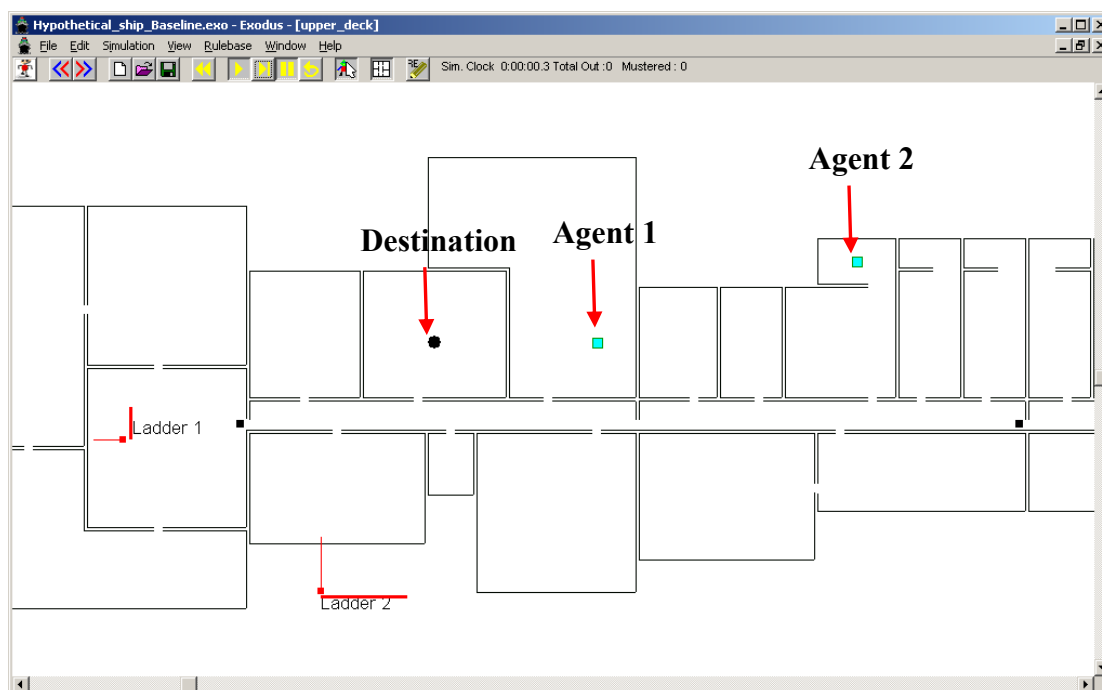 Hypothetical_ship_Baseline.exo - Exodus - [upper_deck]
File Edit Simulation View Rulebase Window Help
RE Sim. Clock 0:00:00.3 Total Out :0 Mustered : 0
Agent 2
Destination
Agent 1
Ladder 1
Ladder 2